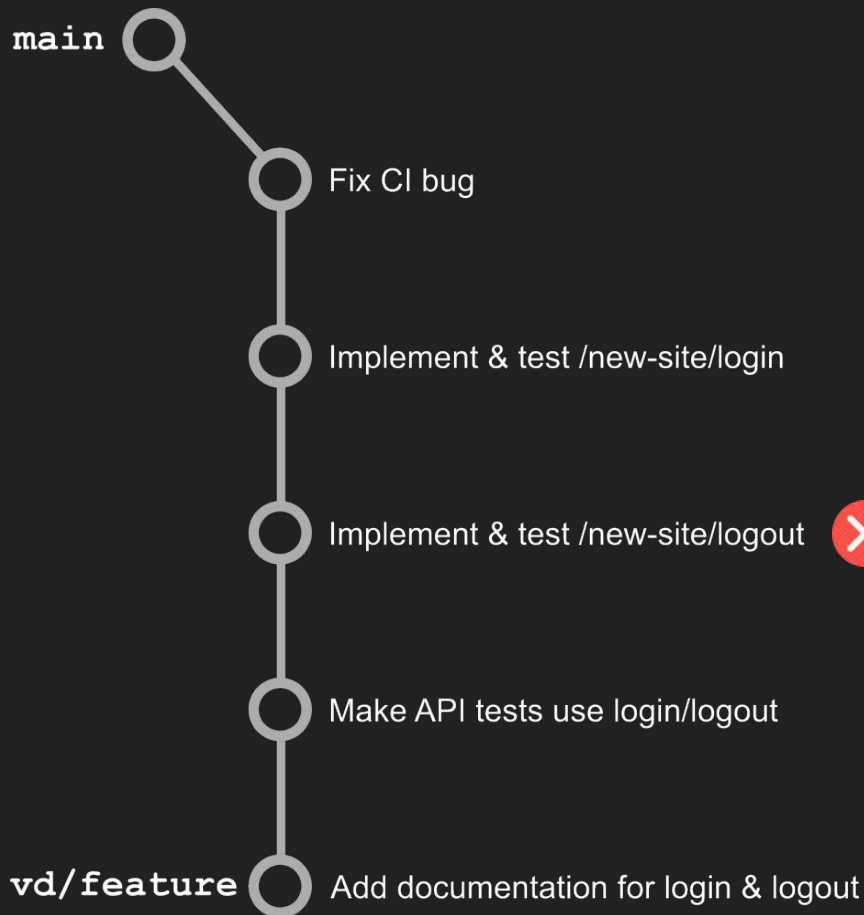 main
Fix CI bug
Implement & test /new-site/login
Implement & test /new-site/logout
Make API tests use login/logout
vd/feature
Add documentation for login & logout